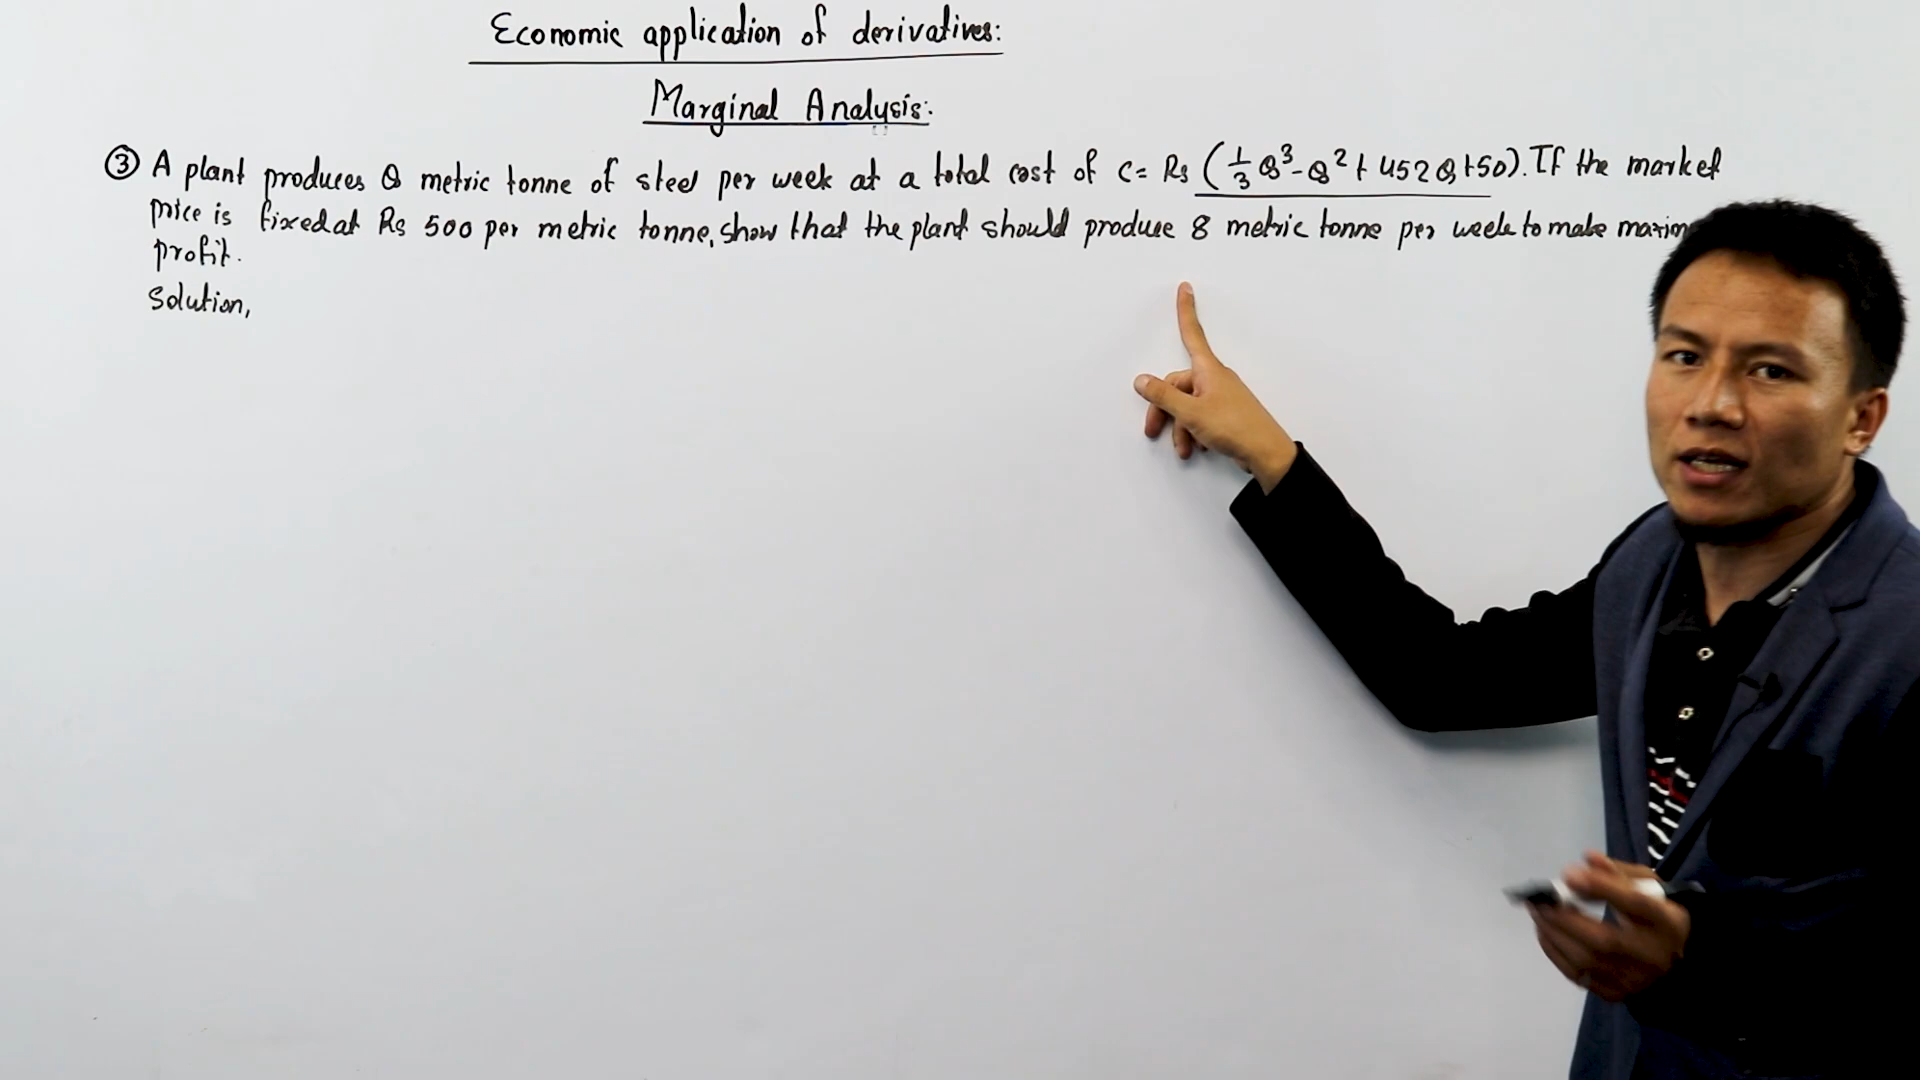 Economic application of derivatives:
Marginal Analysis:
③ A plant produces Q metric tonne of steel per week at a total cost of C = Rs (1/3 Q³ - Q² + 452Q + 50). If the market
price is fixed at Rs 500 per metric tonne, show that the plant should produce 8 metric tonne per week to make
profit.
Solution,